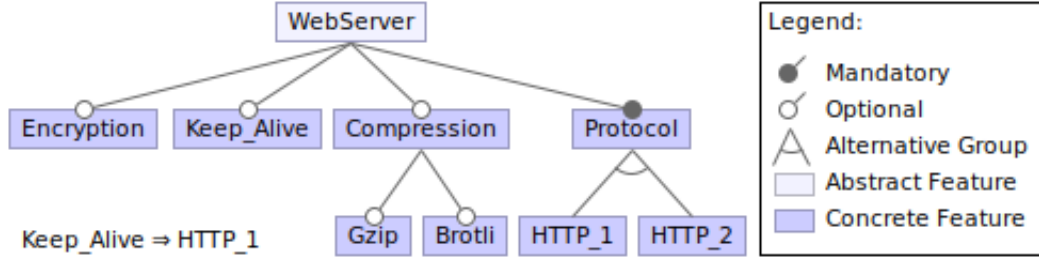 WebServer
Encryption
Keep_Alive
Compression
Protocol
Gzip
Brotli
HTTP_1
HTTP_2
Keep_Alive ⇒ HTTP_1
Legend:
Mandatory
Optional
Alternative Group
Abstract Feature
Concrete Feature